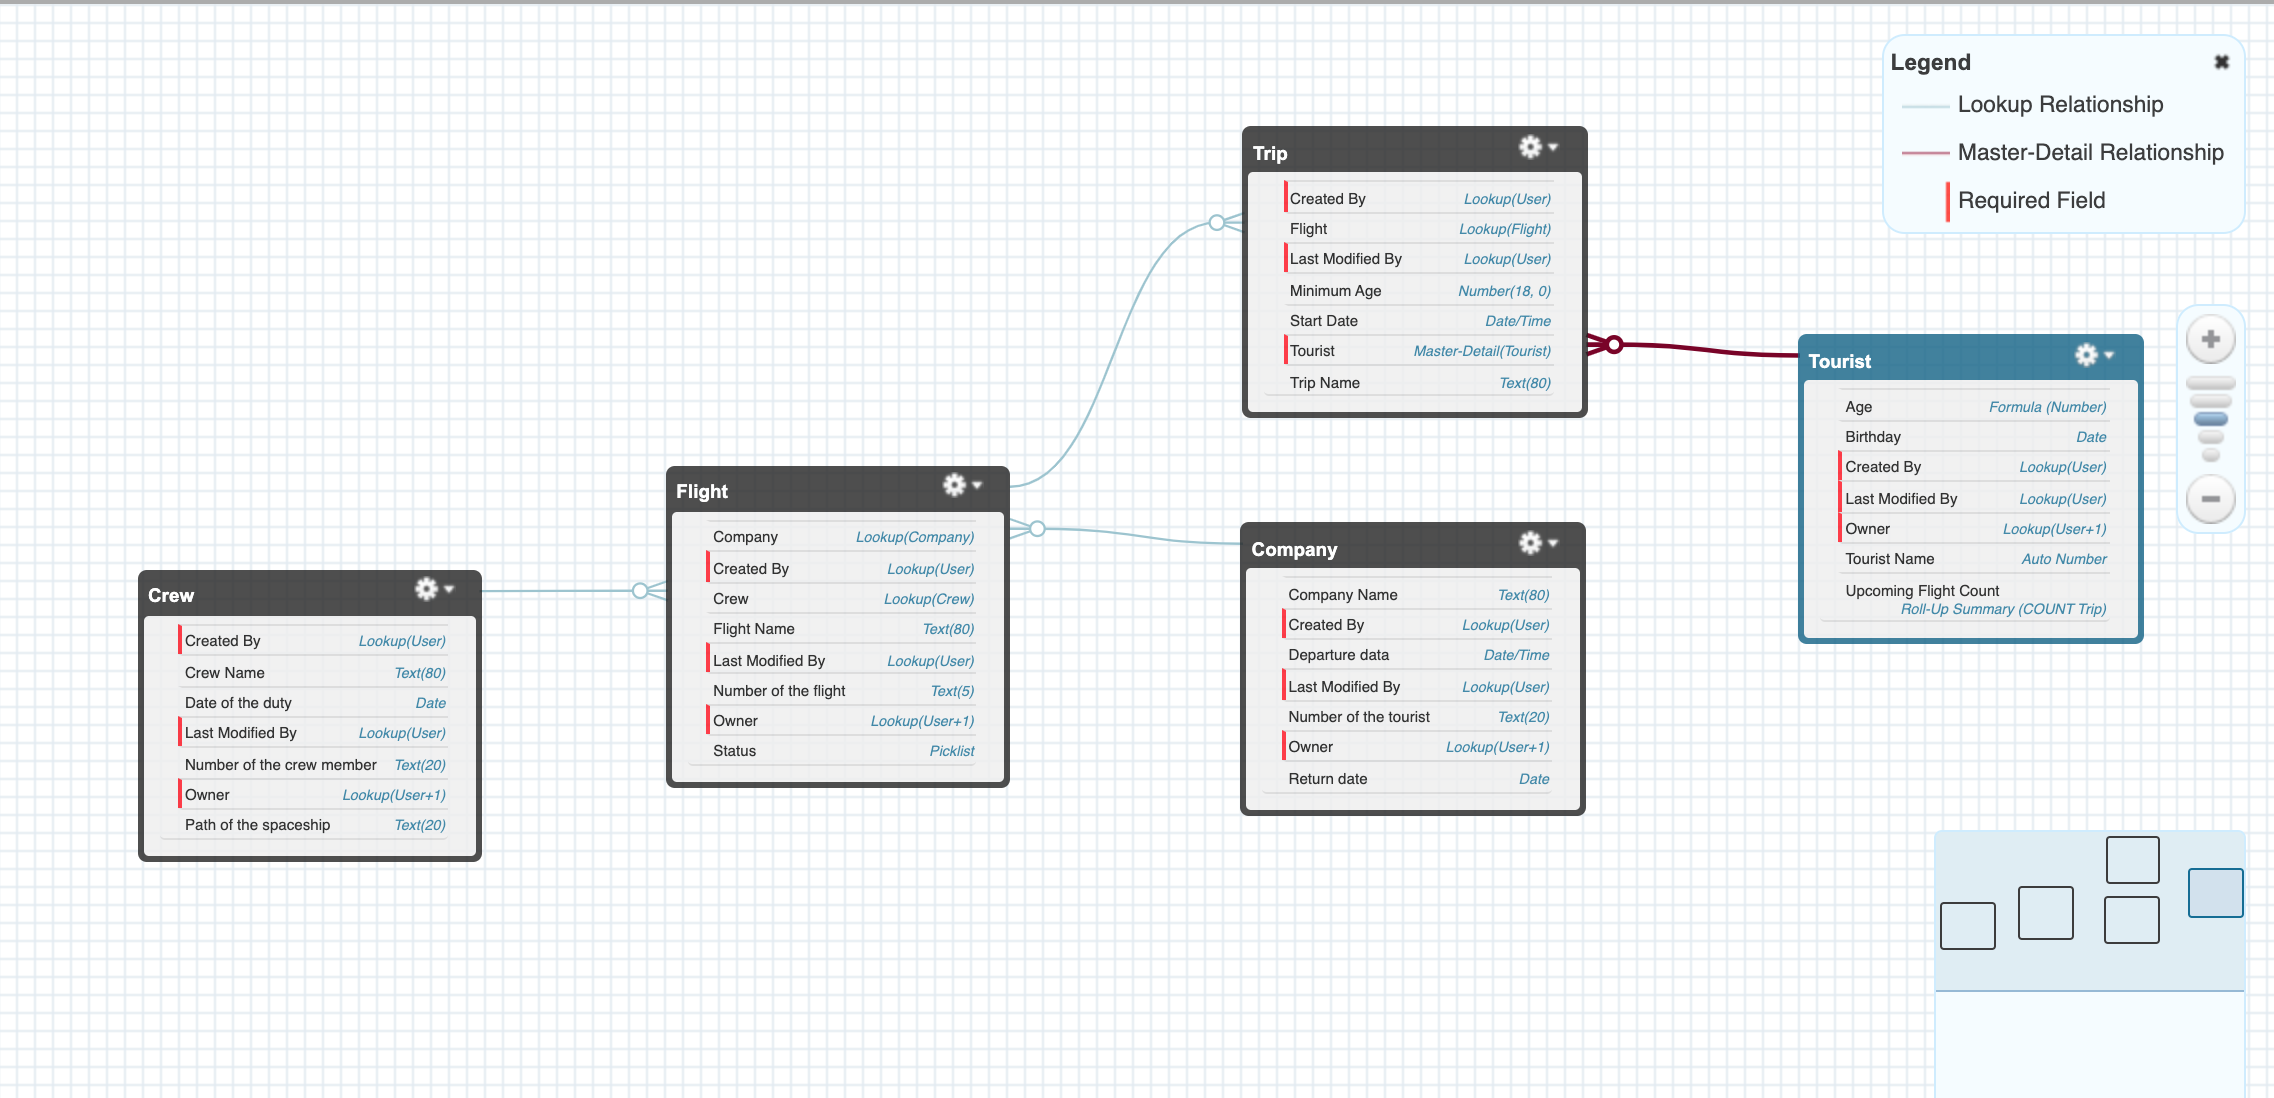 Legend
Lookup Relationship
Master-Detail Relationship
Required Field
Trip
Created By Lookup(User)
Flight Lookup(Flight)
Last Modified By Lookup(User)
Minimum Age Number(18, 0)
Start Date Date/Time
Tourist Master-Detail(Tourist)
Trip Name Text(80)
Tourist
Age Formula (Number)
Birthday Date
Created By Lookup(User)
Last Modified By Lookup(User)
Owner Lookup(User+1)
Tourist Name Auto Number
Upcoming Flight Count
Roll-Up Summary (COUNT Trip)
Flight
Company Lookup(Company)
Created By Lookup(User)
Crew Lookup(Crew)
Flight Name Text(80)
Last Modified By Lookup(User)
Number of the flight Text(5)
Owner Lookup(User+1)
Status Picklist
Company
Company Name Text(80)
Created By Lookup(User)
Departure data Date/Time
Last Modified By Lookup(User)
Number of the tourist Text(20)
Owner Lookup(User+1)
Return date Date
Crew
Created By Lookup(User)
Crew Name Text(80)
Date of the duty Date
Last Modified By Lookup(User)
Number of the crew member Text(20)
Owner Lookup(User+1)
Path of the spaceship Text(20)